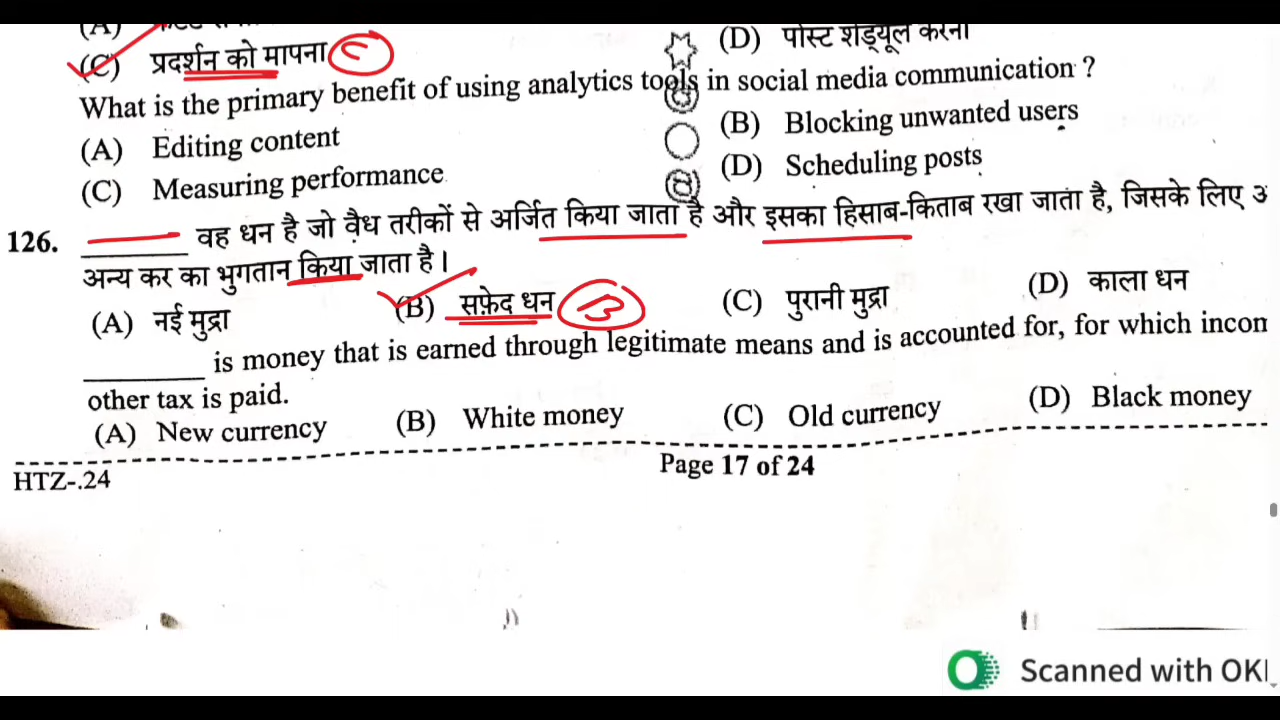 (C) प्रदर्शन को मापना C
(D) पोस्ट शेड्यूल करना
What is the primary benefit of using analytics tools in social media communication ?
(A) Editing content
(B) Blocking unwanted users
(C) Measuring performance
(D) Scheduling posts
126. ________ वह धन है जो वैध तरीकों से अर्जित किया जाता है और इसका हिसाब-किताब रखा जाता है, जिसके लिए
अन्य कर का भुगतान किया जाता है।
(A) नई मुद्रा (B) सफ़ेद धन B (C) पुरानी मुद्रा (D) काला धन
________ is money that is earned through legitimate means and is accounted for, for which
other tax is paid.
(A) New currency (B) White money (C) Old currency (D) Black money
HTZ-.24 Page 17 of 24
Scanned with